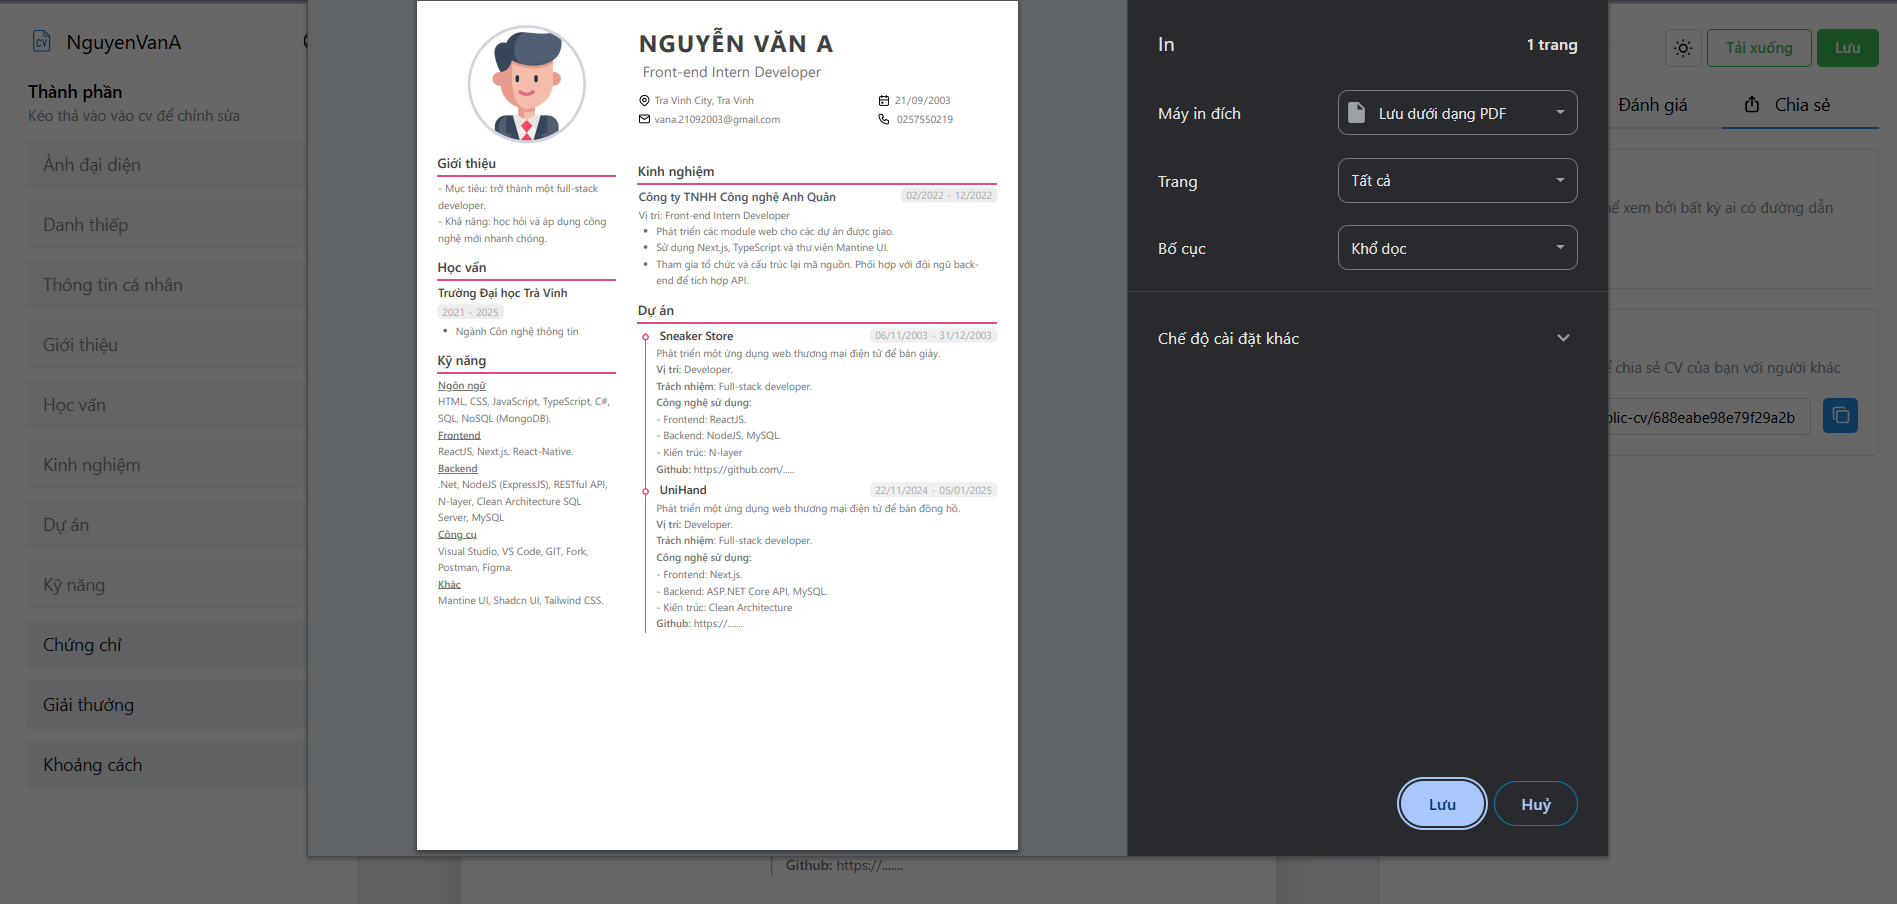 NguyenVanA
Thành phần
Kéo thả vào vào cv để chỉnh sửa
Ảnh đại diện
Danh thiếp
Thông tin cá nhân
Giới thiệu
Học vấn
Kinh nghiệm
Dự án
Kỹ năng
Chứng chỉ
Giải thưởng
Khoảng cách
NGUYỄN VĂN A
Front-end Intern Developer
Tra Vinh City, Tra Vinh
21/09/2003
vana.21092003@gmail.com
0257550219
Giới thiệu
- Mục tiêu: trở thành một full-stack
developer.
- Khả năng: học hỏi và áp dụng công
nghệ mới nhanh chóng.
Học vấn
Trường Đại học Trà Vinh
2021 - 2025
Ngành Côn nghệ thông tin
Kỹ năng
Ngôn ngữ
HTML, CSS, JavaScript, TypeScript, C#,
SQL, NoSQL (MongoDB).
Frontend
ReactJS, Next.js, React-Native.
Backend
.Net, NodeJS (ExpressJS), RESTful API,
N-layer, Clean Architecture SQL
Server, MySQL
Công cụ
Visual Studio, VS Code, GIT, Fork,
Postman, Figma.
Khác
Mantine UI, Shadcn UI, Tailwind CSS.
Kinh nghiệm
Công ty TNHH Công nghệ Anh Quân
02/2022 - 12/2022
Vị trí: Front-end Intern Developer
Phát triển các module web cho các dự án được giao.
Sử dụng Next.js, TypeScript và thư viện Mantine UI.
Tham gia tổ chức và cấu trúc lại mã nguồn. Phối hợp với đội ngũ back-
end để tích hợp API.
Dự án
Sneaker Store
06/11/2003 - 31/12/2003
Phát triển một ứng dụng web thương mại điện tử để bán giày.
Vị trí: Developer.
Trách nhiệm: Full-stack developer.
Công nghệ sử dụng:
- Frontend: ReactJS.
- Backend: NodeJS, MySQL.
- Kiến trúc: N-layer
Github: https://github.com/.....
UniHand
22/11/2024 - 05/01/2025
Phát triển một ứng dụng web thương mại điện tử để bán đồng hồ.
Vị trí: Developer.
Trách nhiệm: Full-stack developer.
Công nghệ sử dụng:
- Frontend: Next.js.
- Backend: ASP.NET Core API, MySQL.
- Kiến trúc: Clean Architecture
Github: https://.......
Github: https://.......
In
1 trang
Máy in đích
Lưu dưới dạng PDF
Trang
Tất cả
Bố cục
Khổ dọc
Chế độ cài đặt khác
Lưu
Huỷ
Tải xuống
Lưu
Đánh giá
Chia sẻ
xem bởi bất kỳ ai có đường dẫn
chia sẻ CV của bạn với người khác
blic-cv/688eabe98e79f29a2b